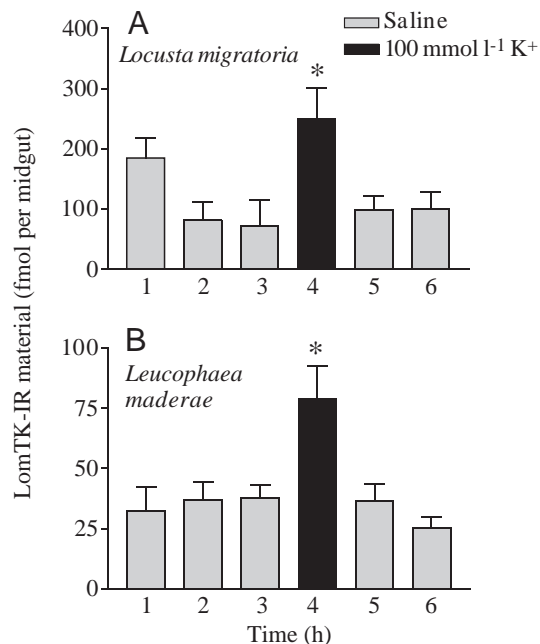 LomTK-IR material (fmol per midgut)
A
Locusta migratoria
Saline
100 mmol l-1 K+
400
300
200
100
0
*
1 2 3 4 5 6
B
Leucophaea
maderae
100
75
50
25
0
*
1 2 3 4 5 6
Time (h)